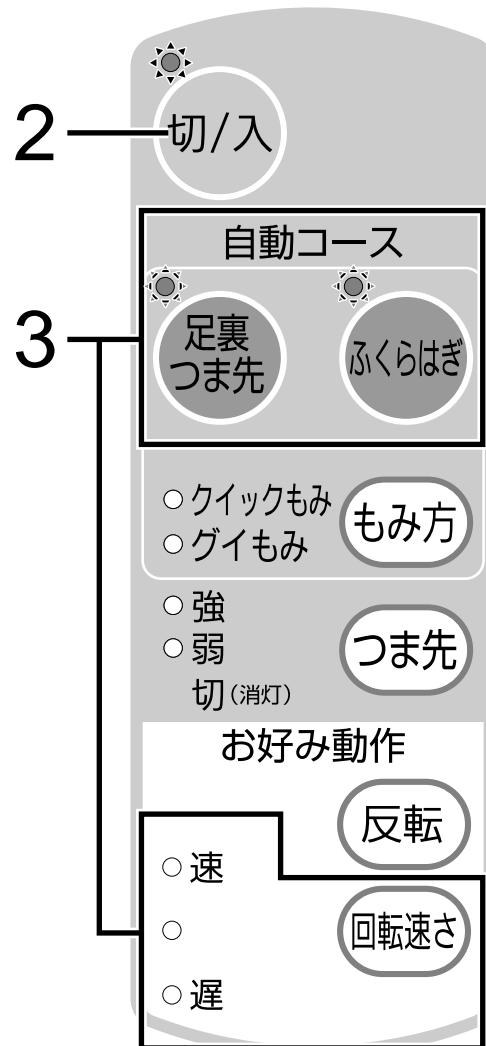 2
切/入
自動コース
3
足裏
つま先
ふくらはぎ
クイックもみ
グイもみ
もみ方
強
弱
切(消灯)
つま先
お好み動作
反転
速
回転速さ
遅